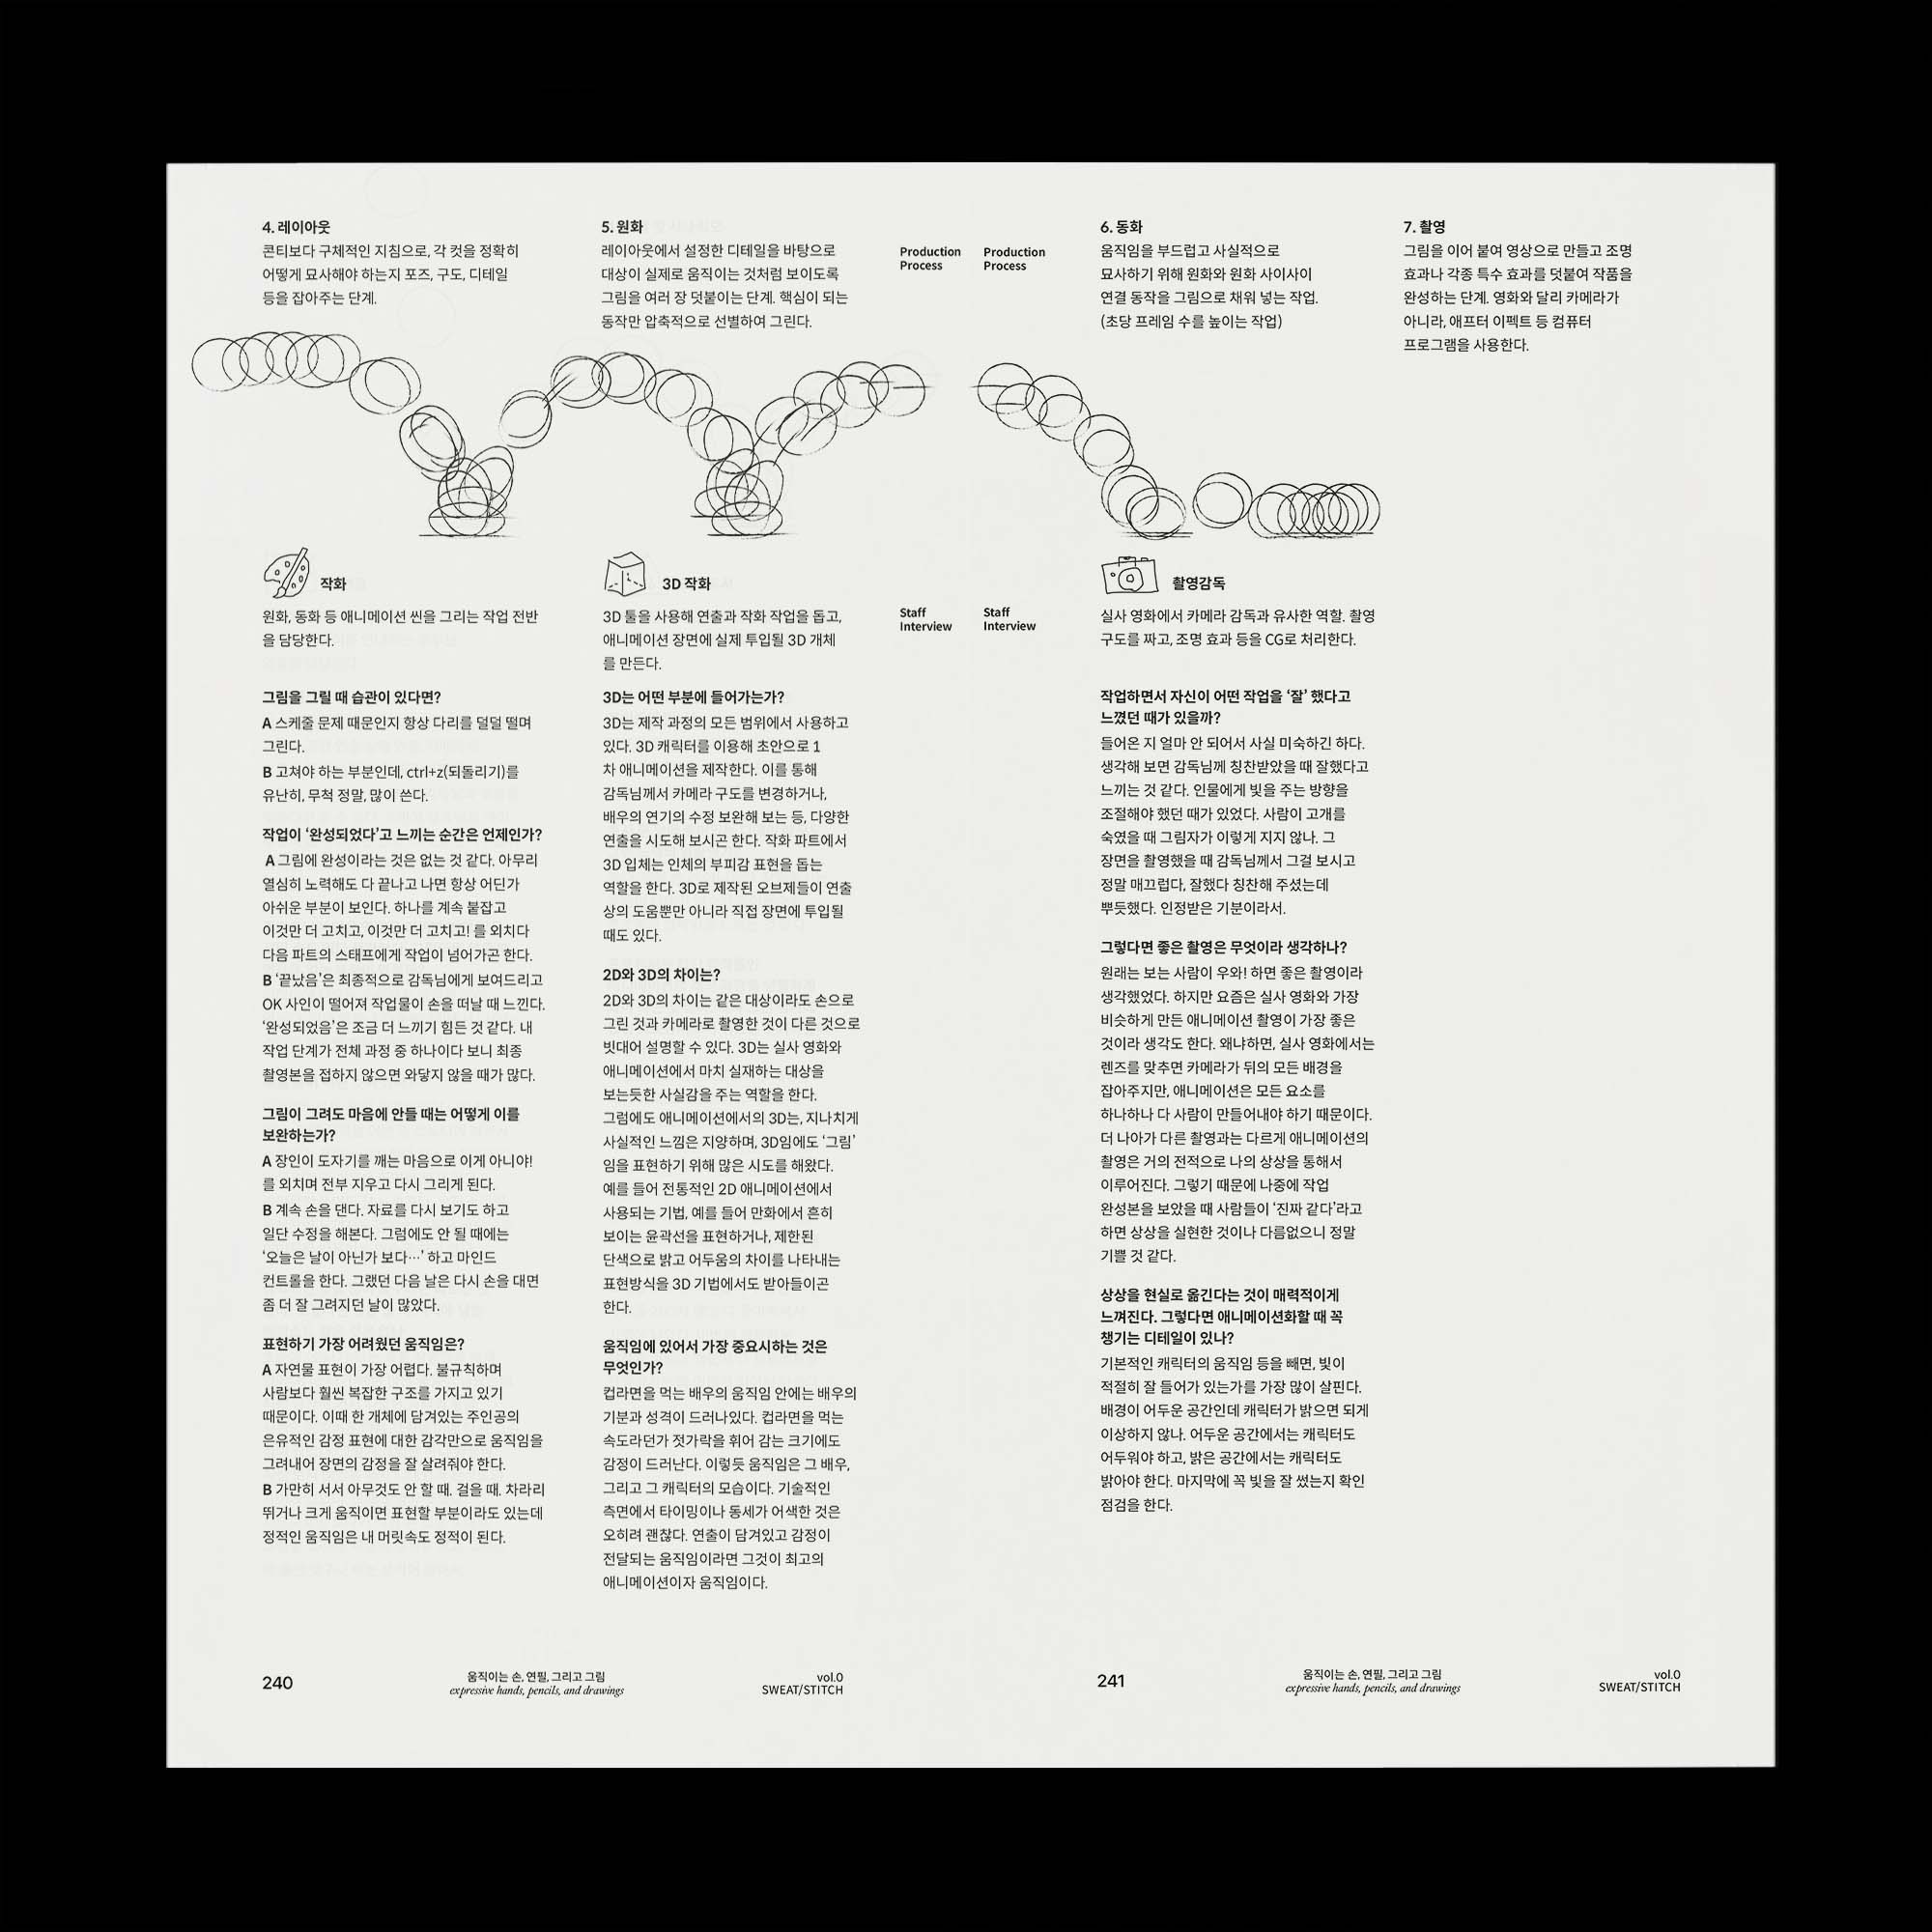 4. 레이아웃
콘티보다 구체적인 지침으로, 각 컷을 정확히
어떻게 묘사해야 하는지 포즈, 구도, 디테일
등을 잡아주는 단계.
5. 원화
레이아웃에서 설정한 디테일을 바탕으로
대상이 실제로 움직이는 것처럼 보이도록
그림을 여러 장 덧붙이는 단계. 핵심이 되는
동작만 압축적으로 선별하여 그린다.
Production
Process
Production
Process
6. 동화
움직임을 부드럽고 사실적으로
묘사하기 위해 원화와 원화 사이사이
연결 동작을 그림으로 채워 넣는 작업.
(초당 프레임 수를 높이는 작업)
7. 촬영
그림을 이어 붙여 영상으로 만들고 조명
효과나 각종 특수 효과를 덧붙여 작품을
완성하는 단계. 영화와 달리 카메라가
아니라, 애프터 이펙트 등 컴퓨터
프로그램을 사용한다.
작화
원화, 동화 등 애니메이션 씬을 그리는 작업 전반
을 담당한다.
그림을 그릴 때 습관이 있다면?
A 스케줄 문제 때문인지 항상 다리를 덜덜 떨며
그린다.
B 고쳐야 하는 부분인데, ctrl+z(되돌리기)를
유난히, 무척 정말, 많이 쓴다.
작업이 ‘완성되었다’고 느끼는 순간은 언제인가?
A 그림에 완성이라는 것은 없는 것 같다. 아무리
열심히 노력해도 다 끝나고 나면 항상 어딘가
아쉬운 부분이 보인다. 하나를 계속 붙잡고
이것만 더 고치고, 이것만 더 고치고! 를 외치다
다음 파트의 스태프에게 작업이 넘어가곤 한다.
B ‘끝났음’은 최종적으로 감독님에게 보여드리고
OK 사인이 떨어져 작업물이 손을 떠날 때 느낀다.
‘완성되었음’은 조금 더 느끼기 힘든 것 같다. 내
작업 단계가 전체 과정 중 하나이다 보니 최종
촬영본을 접하지 않으면 와닿지 않을 때가 많다.
그림이 그려도 마음에 안들 때는 어떻게 이를
보완하는가?
A 장인이 도자기를 깨는 마음으로 이게 아니야!
를 외치며 전부 지우고 다시 그리게 된다.
B 계속 손을 댄다. 자료를 다시 보기도 하고
일단 수정을 해본다. 그럼에도 안 될 때에는
‘오늘은 날이 아닌가 보다…’ 하고 마인드
컨트롤을 한다. 그랬던 다음 날은 다시 손을 대면
좀 더 잘 그려지던 날이 많았다.
표현하기 가장 어려웠던 움직임은?
A 자연물 표현이 가장 어렵다. 불규칙하며
사람보다 훨씬 복잡한 구조를 가지고 있기
때문이다. 이때 한 개체에 담겨있는 주인공의
은유적인 감정 표현에 대한 감각만으로 움직임을
그려내어 장면의 감정을 잘 살려줘야 한다.
B 가만히 서서 아무것도 안 할 때. 걸을 때. 차라리
뛰거나 크게 움직이면 표현할 부분이라도 있는데
정적인 움직임은 내 머릿속도 정적이 된다.
3D 작화
3D 툴을 사용해 연출과 작화 작업을 돕고,
애니메이션 장면에 실제 투입될 3D 개체
를 만든다.
3D는 어떤 부분에 들어가는가?
3D는 제작 과정의 모든 범위에서 사용하고
있다. 3D 캐릭터를 이용해 초안으로 1
차 애니메이션을 제작한다. 이를 통해
감독님께서 카메라 구도를 변경하거나,
배우의 연기의 수정 보완해 보는 등, 다양한
연출을 시도해 보시곤 한다. 작화 파트에서
3D 입체는 인체의 부피감 표현을 돕는
역할을 한다. 3D로 제작된 오브제들이 연출
상의 도움뿐만 아니라 직접 장면에 투입될
때도 있다.
2D와 3D의 차이는?
2D와 3D의 차이는 같은 대상이라도 손으로
그린 것과 카메라로 촬영한 것이 다른 것으로
빗대어 설명할 수 있다. 3D는 실사 영화와
애니메이션에서 마치 실재하는 대상을
보는듯한 사실감을 주는 역할을 한다.
그럼에도 애니메이션에서의 3D는, 지나치게
사실적인 느낌은 지양하며, 3D임에도 ‘그림’
임을 표현하기 위해 많은 시도를 해왔다.
예를 들어 전통적인 2D 애니메이션에서
사용되는 기법, 예를 들어 만화에서 흔히
보이는 윤곽선을 표현하거나, 제한된
단색으로 밝고 어두움의 차이를 나타내는
표현방식을 3D 기법에서도 받아들이곤
한다.
움직임에 있어서 가장 중요시하는 것은
무엇인가?
컵라면을 먹는 배우의 움직임 안에는 배우의
기분과 성격이 드러나있다. 컵라면을 먹는
속도라던가 젓가락을 휘어 감는 크기에도
감정이 드러난다. 이렇듯 움직임은 그 배우,
그리고 그 캐릭터의 모습이다. 기술적인
측면에서 타이밍이나 동세가 어색한 것은
오히려 괜찮다. 연출이 담겨있고 감정이
전달되는 움직임이라면 그것이 최고의
애니메이션이자 움직임이다.
Staff
Interview
Staff
Interview
촬영감독
실사 영화에서 카메라 감독과 유사한 역할. 촬영
구도를 짜고, 조명 효과 등을 CG로 처리한다.
작업하면서 자신이 어떤 작업을 ‘잘’ 했다고
느꼈던 때가 있을까?
들어온 지 얼마 안 되어서 사실 미숙하긴 하다.
생각해 보면 감독님께 칭찬받았을 때 잘했다고
느끼는 것 같다. 인물에게 빛을 주는 방향을
조절해야 했던 때가 있었다. 사람이 고개를
숙였을 때 그림자가 이렇게 지지 않나. 그
장면을 촬영했을 때 감독님께서 그걸 보시고
정말 매끄럽다, 잘했다 칭찬해 주셨는데
뿌듯했다. 인정받은 기분이라서.
그렇다면 좋은 촬영은 무엇이라 생각하나?
원래는 보는 사람이 우와! 하면 좋은 촬영이라
생각했었다. 하지만 요즘은 실사 영화와 가장
비슷하게 만든 애니메이션 촬영이 가장 좋은
것이라 생각도 한다. 왜냐하면, 실사 영화에서는
렌즈를 맞추면 카메라가 뒤의 모든 배경을
잡아주지만, 애니메이션은 모든 요소를
하나하나 다 사람이 만들어내야 하기 때문이다.
더 나아가 다른 촬영과는 다르게 애니메이션의
촬영은 거의 전적으로 나의 상상을 통해서
이루어진다. 그렇기 때문에 나중에 작업
완성본을 보았을 때 사람들이 ‘진짜 같다’라고
하면 상상을 실현한 것이나 다름없으니 정말
기쁠 것 같다.
상상을 현실로 옮긴다는 것이 매력적이게
느껴진다. 그렇다면 애니메이션화할 때 꼭
챙기는 디테일이 있나?
기본적인 캐릭터의 움직임 등을 빼면, 빛이
적절히 잘 들어가 있는가를 가장 많이 살핀다.
배경이 어두운 공간인데 캐릭터가 밝으면 되게
이상하지 않나. 어두운 공간에서는 캐릭터도
어두워야 하고, 밝은 공간에서는 캐릭터도
밝아야 한다. 마지막에 꼭 빛을 잘 썼는지 확인
점검을 한다.
240
움직이는 손, 연필, 그리고 그림
expressive hands, pencils, and drawings
vol.0
SWEAT/STITCH
241
움직이는 손, 연필, 그리고 그림
expressive hands, pencils, and drawings
vol.0
SWEAT/STITCH